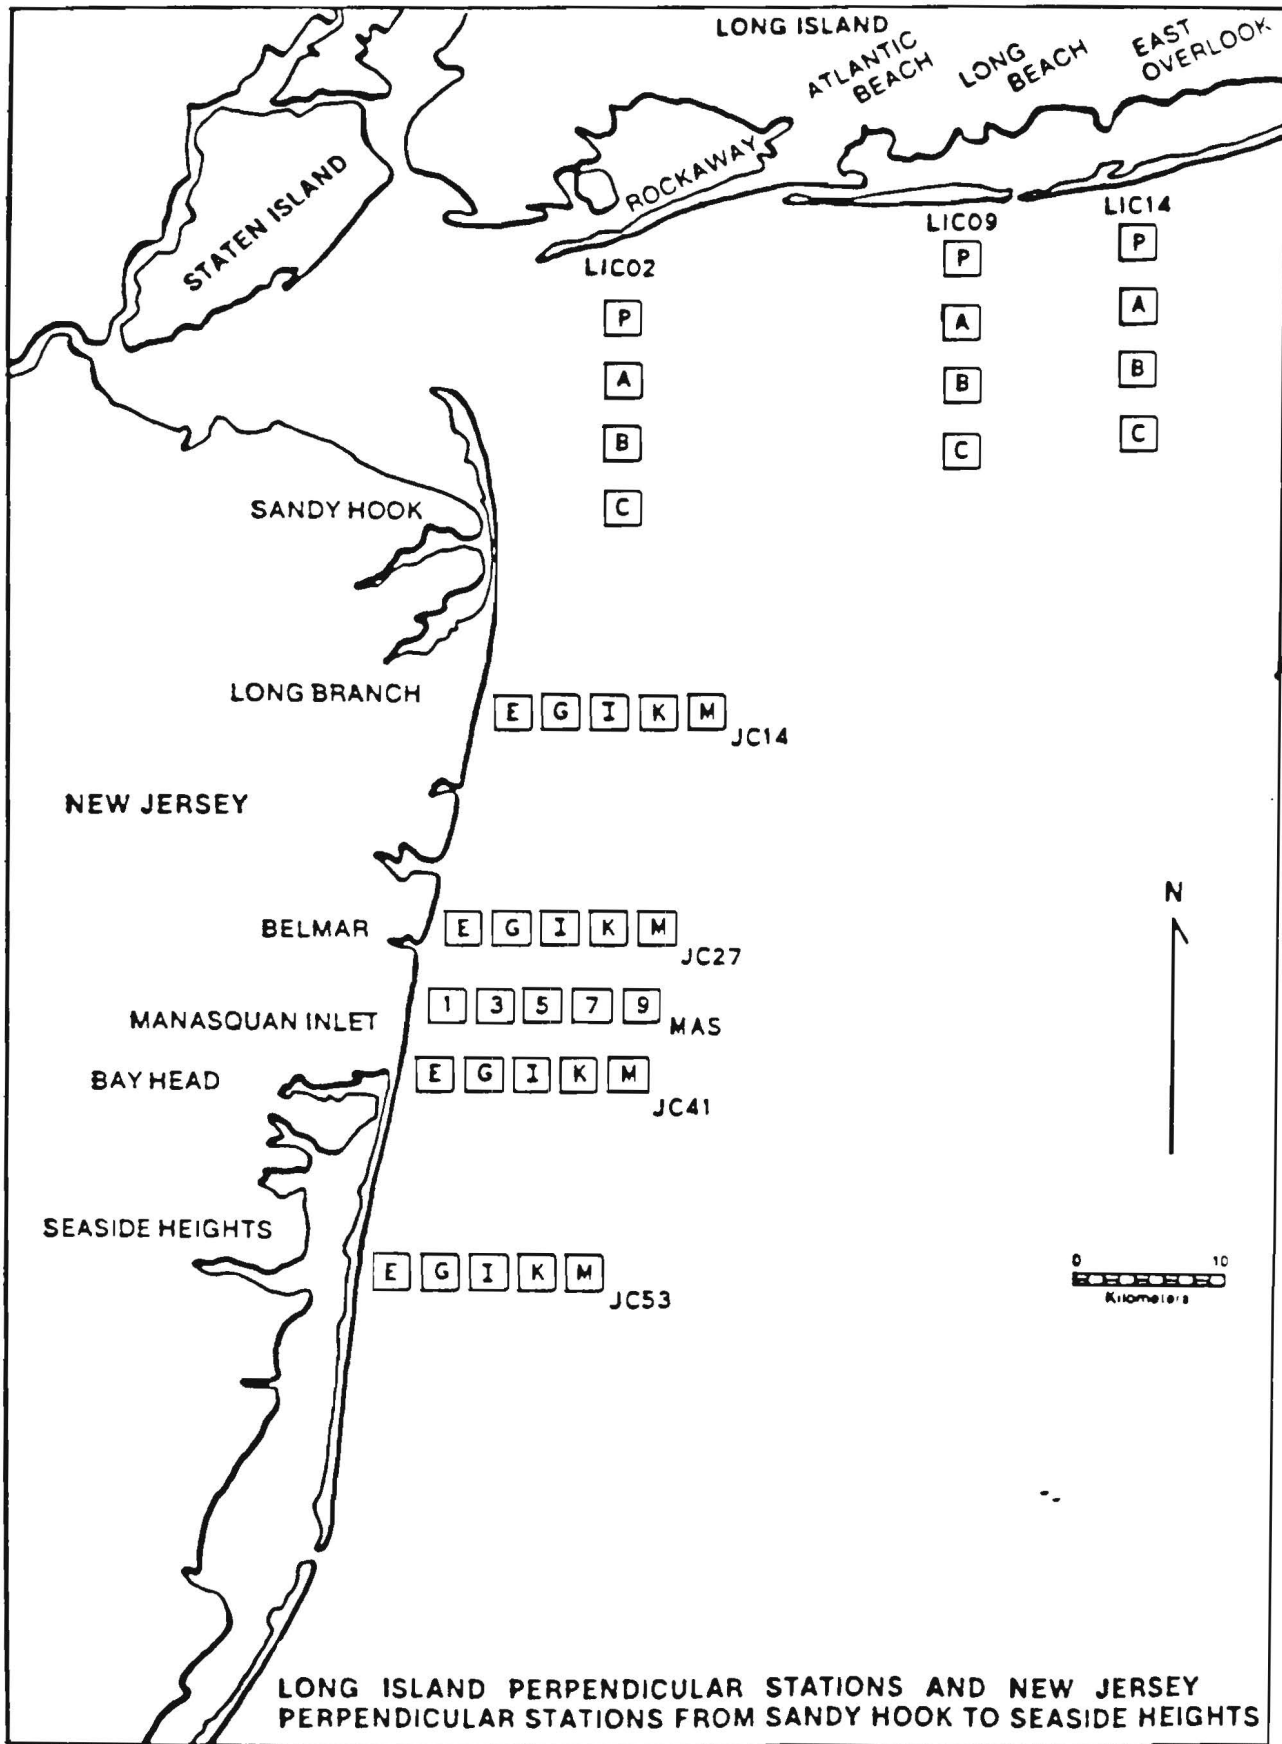 LONG ISLAND
ATLANTIC
BEACH
LONG
BEACH
EAST
OVERLOOK
ROCKAWAY
STATEN ISLAND
LIC02
P
A
B
C
LIC09
P
A
B
C
LIC14
P
A
B
C
SANDY HOOK
LONG BRANCH
E G I K M
JC14
NEW JERSEY
N
BELMAR
E G I K M
JC27
MANASQUAN INLET
1 3 5 7 9
MAS
BAY HEAD
E G I K M
JC41
SEASIDE HEIGHTS
E G I K M
JC53
0 10
Kilometers
LONG ISLAND PERPENDICULAR STATIONS AND NEW JERSEY
PERPENDICULAR STATIONS FROM SANDY HOOK TO SEASIDE HEIGHTS